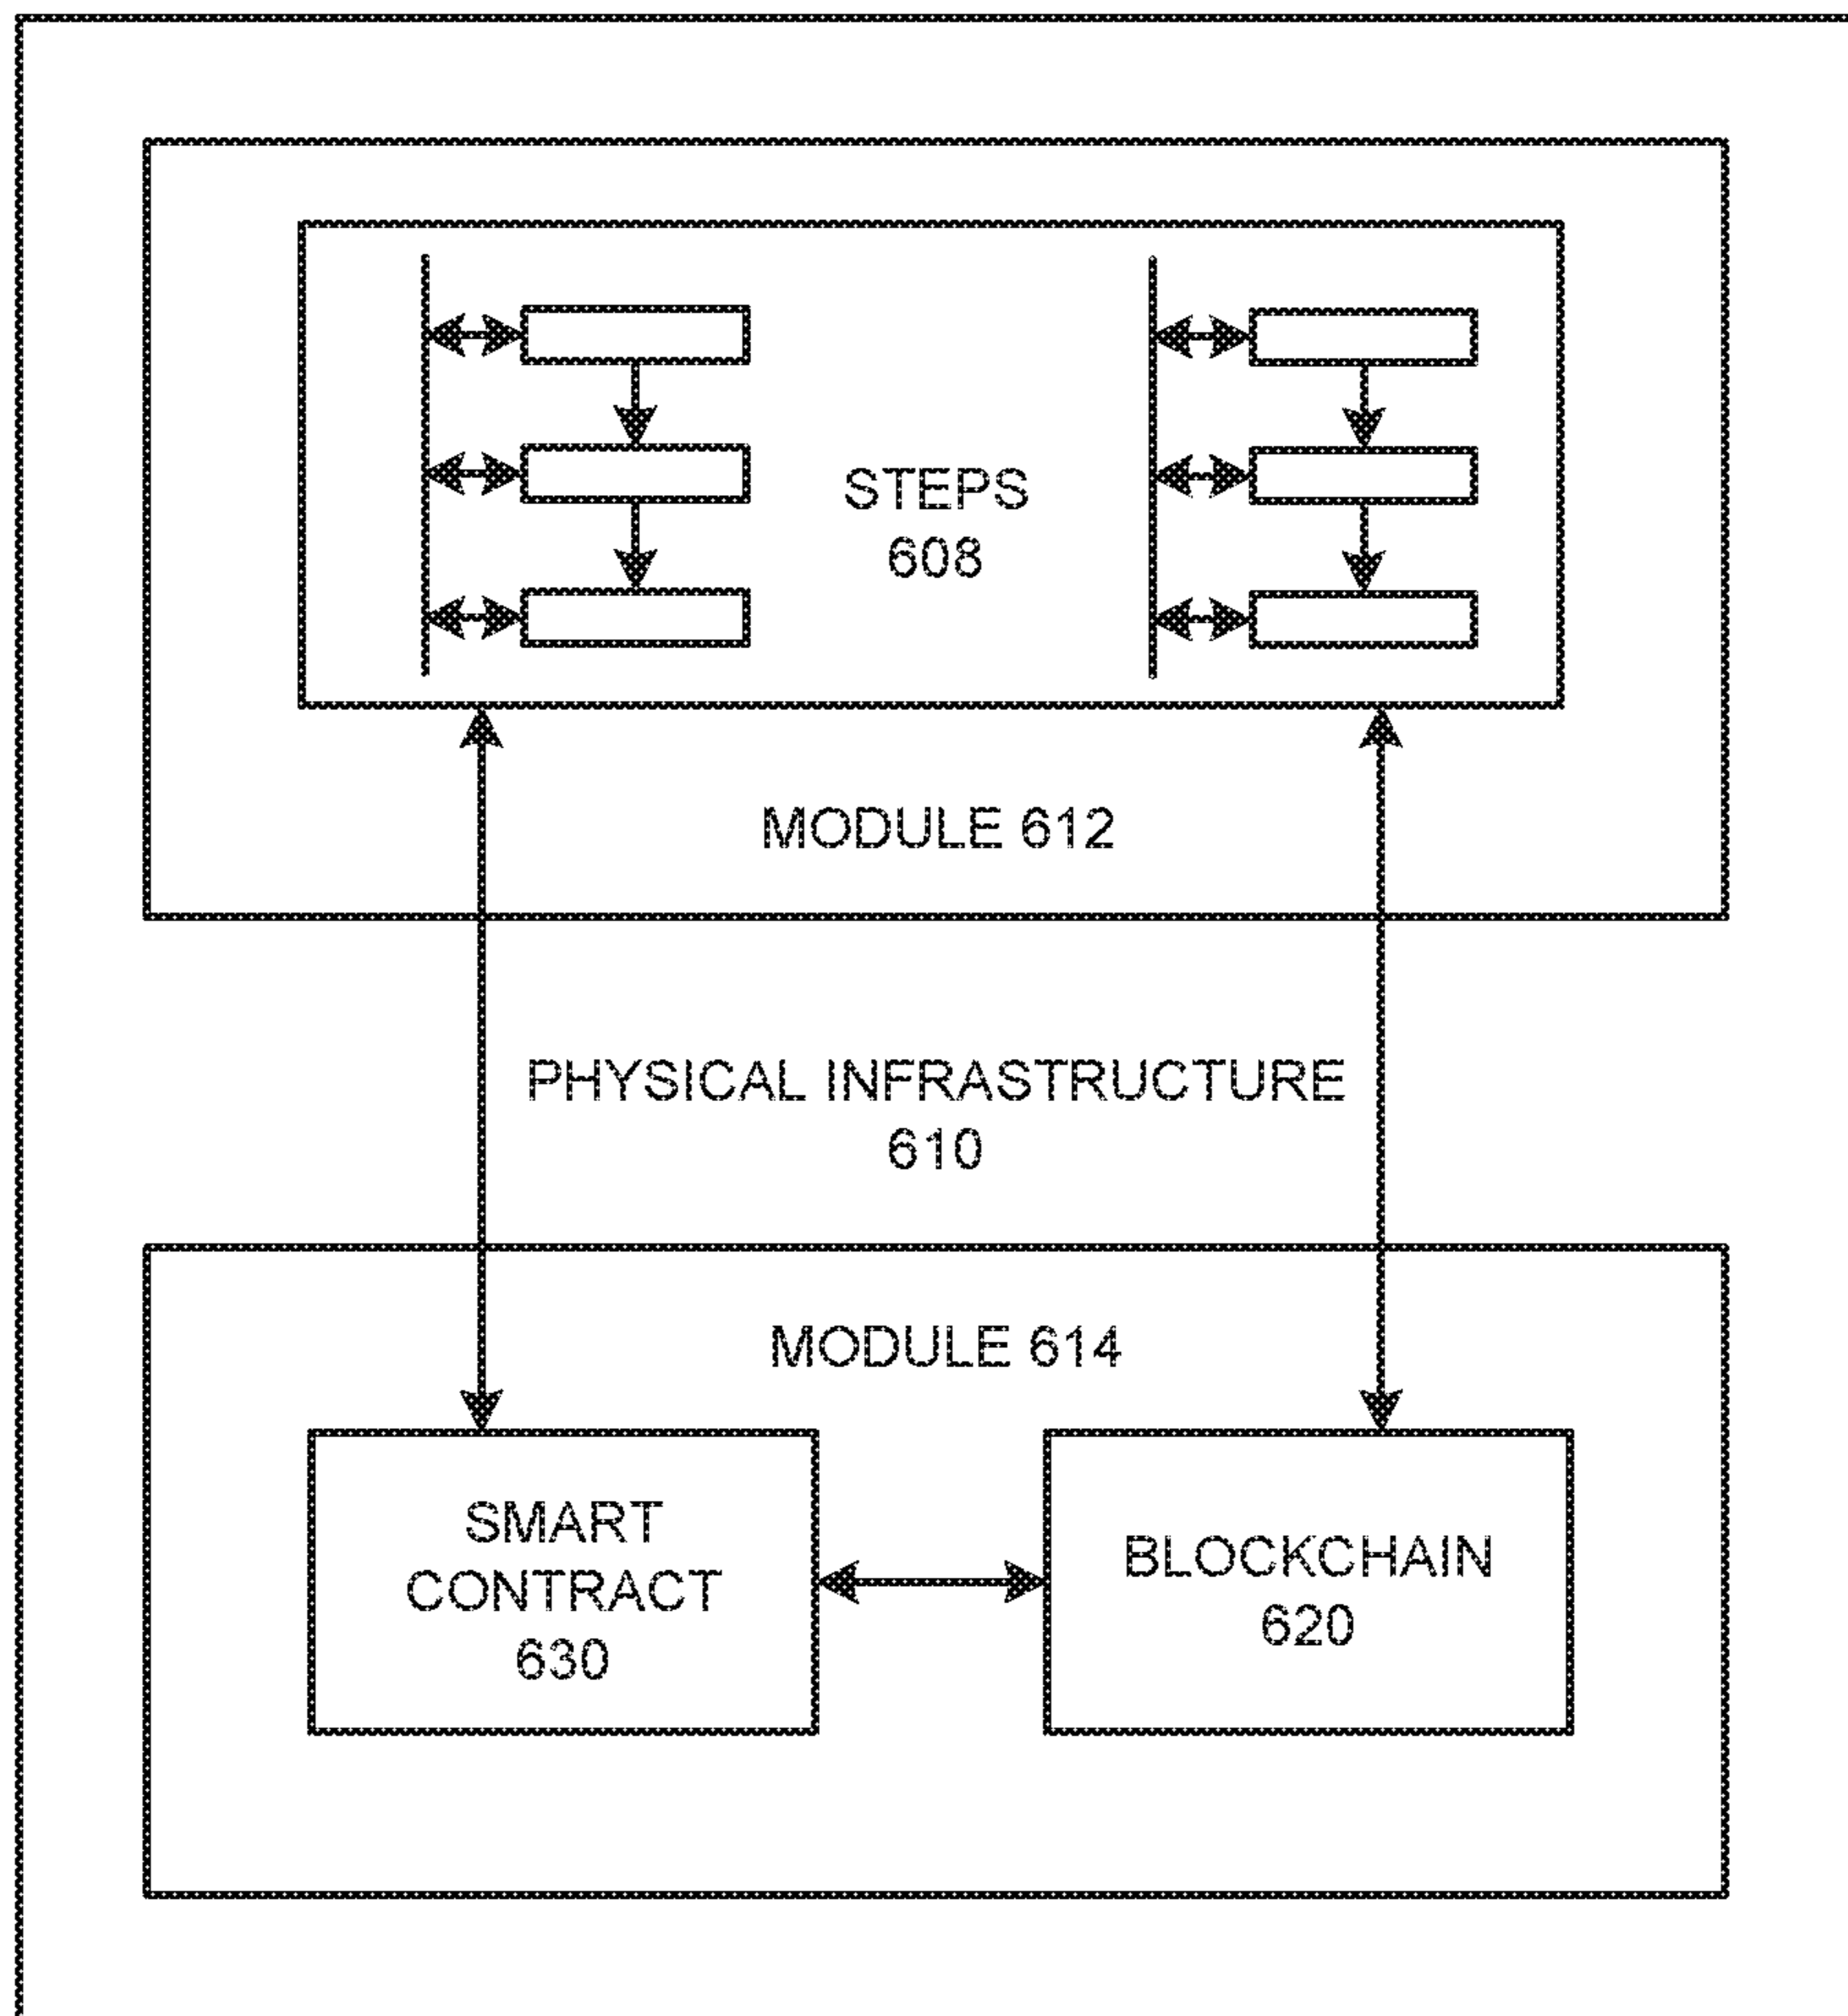 STEPS
608
MODULE 612
PHYSICAL INFRASTRUCTURE
610
MODULE 614
SMART
CONTRACT
630
BLOCKCHAIN
620